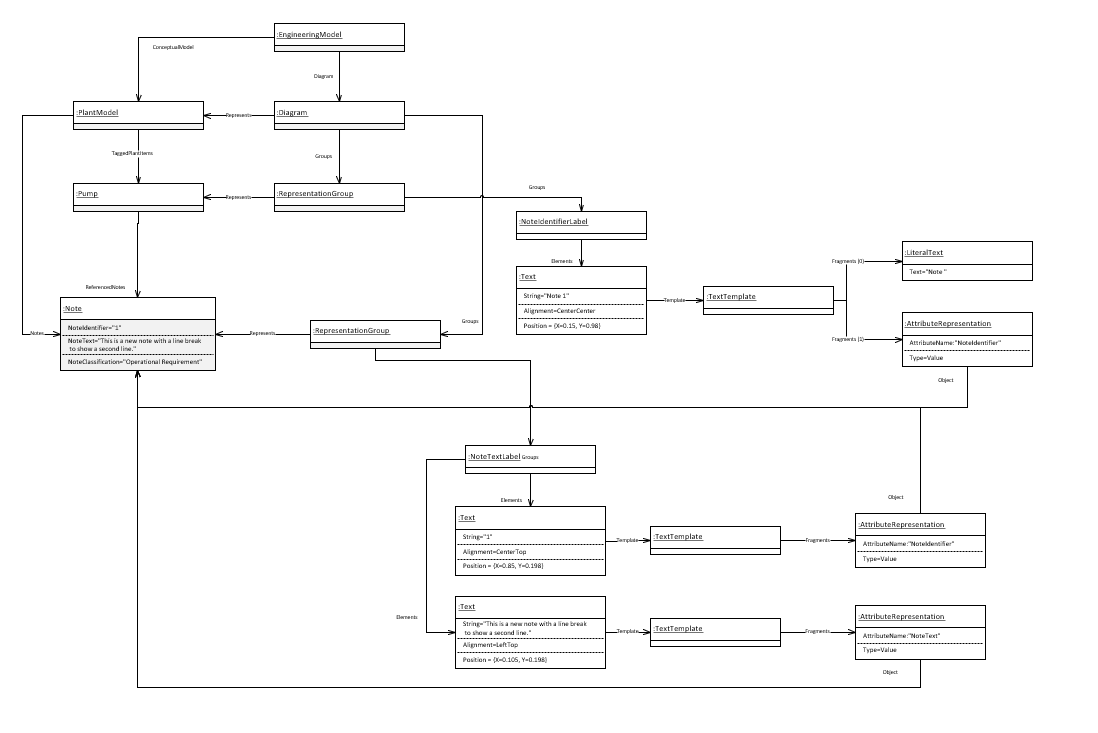 :EngineeringModel
ConceptualModel
Diagram
:PlantModel
Represents
:Diagram
TaggedPlantItems
Groups
:Pump
Represents
:RepresentationGroup
Groups
:NoteIdentifierLabel
Elements
:Text
String="Note 1"
Alignment=CenterCenter
Position = {X=0.15, Y=0.98}
Template
:TextTemplate
Fragments {0}
:LiteralText
Text="Note "
Fragments {1}
:AttributeRepresentation
AttributeName:"NoteIdentifier"
Type=Value
Object
ReferencedNotes
Notes
:Note
NoteIdentifier="1"
NoteText="This is a new note with a line break
to show a second line."
NoteClassification="Operational Requirement"
Represents
:RepresentationGroup
Groups
:NoteTextLabel
Groups
Elements
:Text
String="1"
Alignment=CenterTop
Position = {X=0.85, Y=0.198}
Template
:TextTemplate
Fragments
Object
:AttributeRepresentation
AttributeName:"NoteIdentifier"
Type=Value
Elements
:Text
String="This is a new note with a line break
to show a second line."
Alignment=LeftTop
Position = {X=0.105, Y=0.198}
Template
:TextTemplate
Fragments
:AttributeRepresentation
AttributeName:"NoteText"
Type=Value
Object